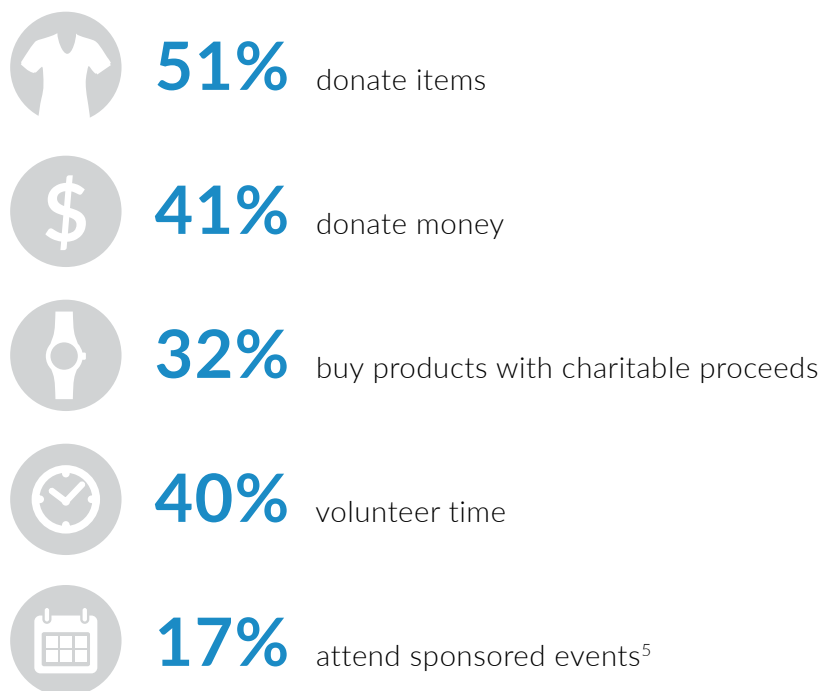 51% donate items
$ 41% donate money
32% buy products with charitable proceeds
40% volunteer time
17% attend sponsored events⁵